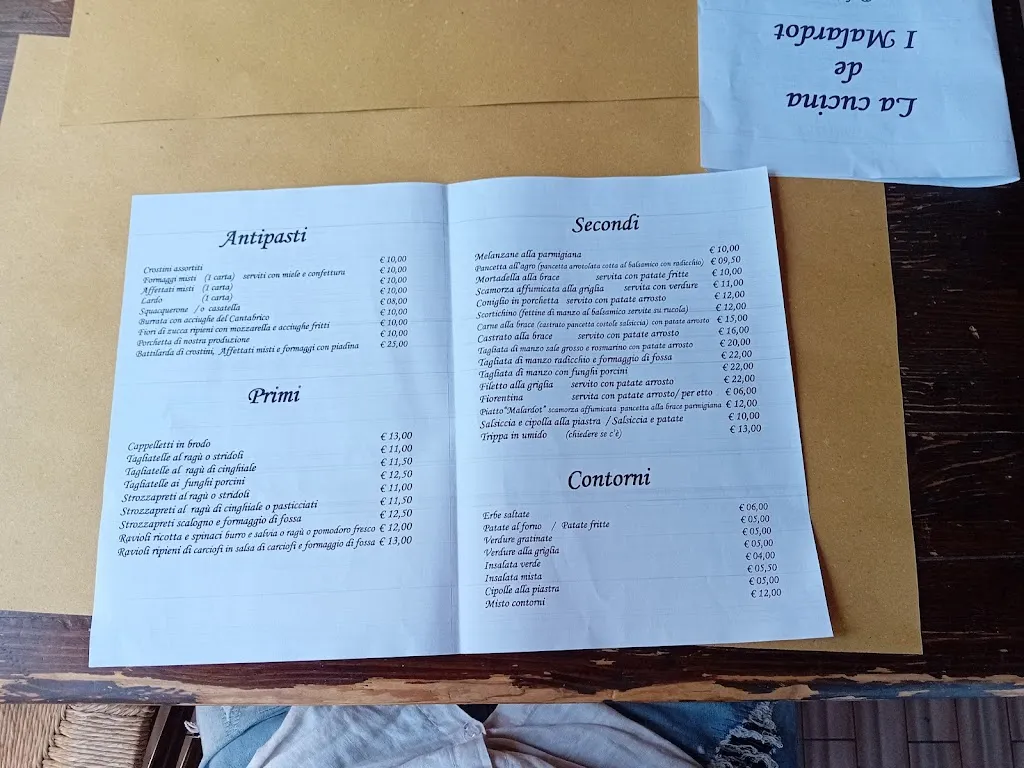 La cucina
de
I Malardot
Antipasti
Crostini assortiti € 10,00
Formaggi misti (1 carta) serviti con miele e confettura € 10,00
Affettati misti (1 carta) € 10,00
Lardo (1 carta) € 10,00
Squacquerone / o casatella € 08,00
Burrata con acciughe del Cantabrico € 10,00
Fiori di zucca ripieni con mozzarella e acciughe fritti € 10,00
Porchetta di nostra produzione € 10,00
Battilarda di crostini, Affettati misti e formaggi con piadina € 25,00
Primi
Cappelletti in brodo € 13,00
Tagliatelle al ragù o stridoli € 11,00
Tagliatelle al ragù di cinghiale € 11,50
Tagliatelle ai funghi porcini € 12,50
Strozzapreti al ragù o stridoli € 11,00
Strozzapreti al ragù di cinghiale o pasticciati € 11,50
Strozzapreti scalogno e formaggio di fossa € 12,50
Ravioli ricotta e spinaci burro e salvia o ragù o pomodoro fresco € 12,00
Ravioli ripieni di carciofi in salsa di carciofi e formaggio di fossa € 13,00
Secondi
Melanzane alla parmigiana € 10,00
Pancetta all'agro (pancetta arrotolata cotta al balsamico con radicchio) € 09,50
Mortadella alla brace servito con patate fritte € 10,00
Scamorza affumicata alla griglia servita con verdure € 11,00
Coniglio in porchetta servito con patate arrosto € 12,00
Scortichino (fettine di manzo al balsamico servite su rucola) € 12,00
Carne alla brace (castrato pancetta costole salsiccia) con patate arrosto € 15,00
Castrato alla brace servito con patate arrosto € 16,00
Tagliata di manzo sale grosso e rosmarino con patate arrosto € 20,00
Tagliata di manzo radicchio e formaggio di fossa € 22,00
Tagliata di manzo con funghi porcini € 22,00
Filetto alla griglia servito con patate arrosto € 22,00
Fiorentina servita con patate arrosto/ per etto € 06,00
Piatto "Malardot" scamorza affumicata pancetta alla brace parmigiana € 12,00
Salsiccia e cipolla alla piastra / Salsiccia e patate € 10,00
Trippa in umido (chiedere se c'è) € 13,00
Contorni
Erbe saltate € 06,00
Patate al forno / Patate fritte € 05,00
Verdure gratinate € 05,00
Verdure alla griglia € 05,00
Insalata verde € 04,00
Insalata mista € 05,50
Cipolle alla piastra € 05,00
Misto contorni € 12,00